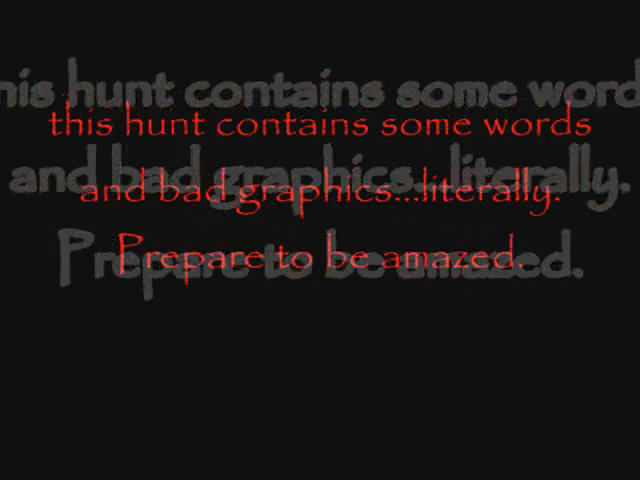 this hunt contains some words
and bad graphics...literally.
Prepare to be amazed.